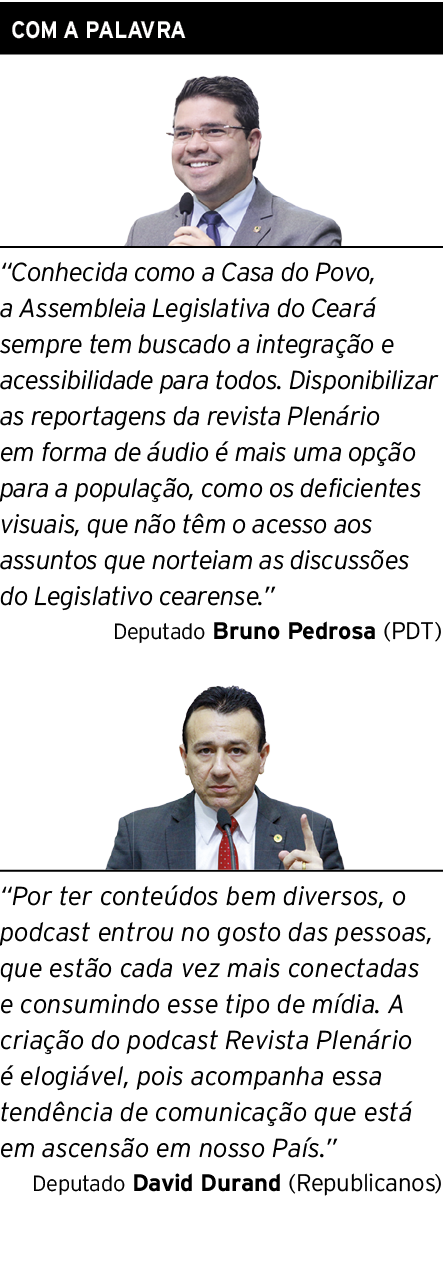 COM A PALAVRA
“Conhecida como a Casa do Povo,
a Assembleia Legislativa do Ceará
sempre tem buscado a integração e
acessibilidade para todos. Disponibilizar
as reportagens da revista Plenário
em forma de áudio é mais uma opção
para a população, como os deficientes
visuais, que não têm o acesso aos
assuntos que norteiam as discussões
do Legislativo cearense.”
Deputado Bruno Pedrosa (PDT)
“Por ter conteúdos bem diversos, o
podcast entrou no gosto das pessoas,
que estão cada vez mais conectadas
e consumindo esse tipo de mídia. A
criação do podcast Revista Plenário
é elogiável, pois acompanha essa
tendência de comunicação que está
em ascensão em nosso País.”
Deputado David Durand (Republicanos)